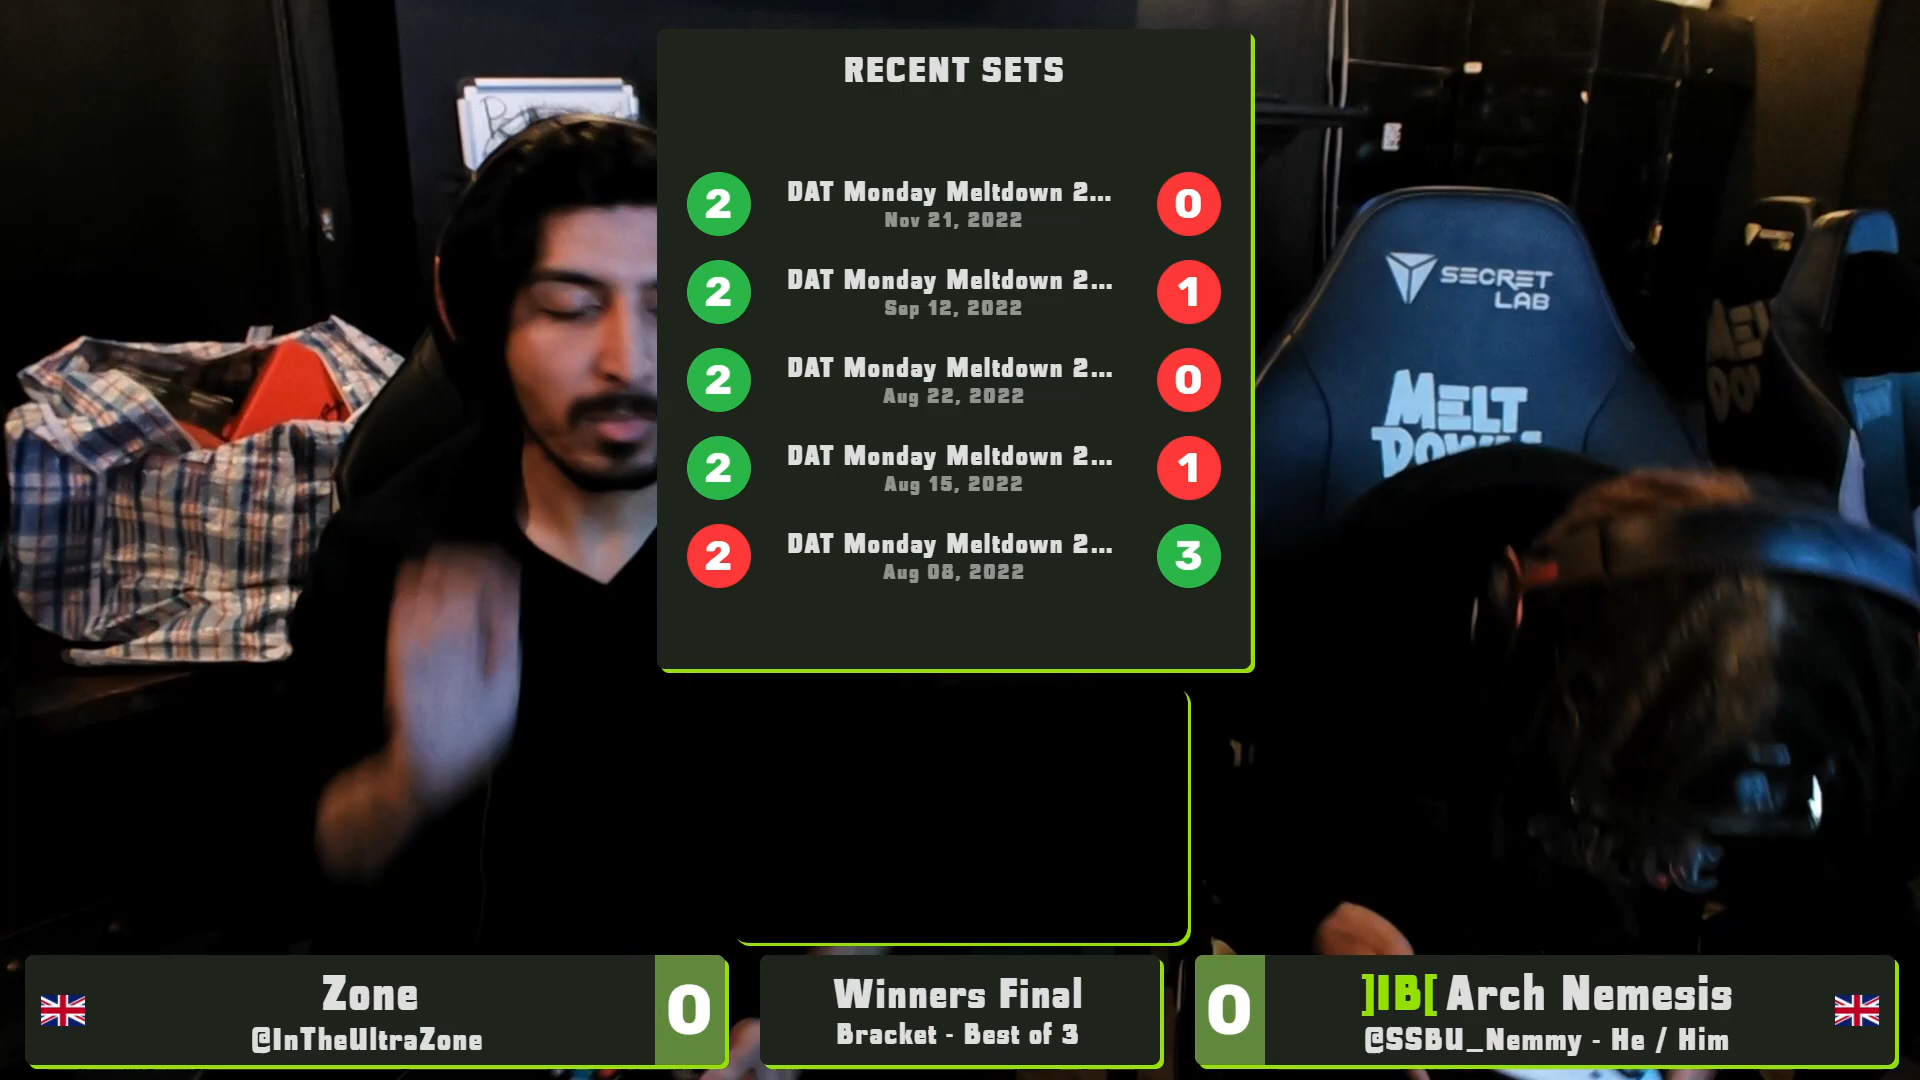 RECENT SETS
2 DAT Monday Meltdown 2... 0
Nov 21, 2022
2 DAT Monday Meltdown 2... 1
Sep 12, 2022
2 DAT Monday Meltdown 2... 0
Aug 22, 2022
2 DAT Monday Meltdown 2... 1
Aug 15, 2022
2 DAT Monday Meltdown 2... 3
Aug 08, 2022
SECRET
LAB
MELT
DOWN
Zone
@InTheUltraZone
0
Winners Final
Bracket - Best of 3
0
]IB[ Arch Nemesis
@SSBU_Nemmy - He / Him